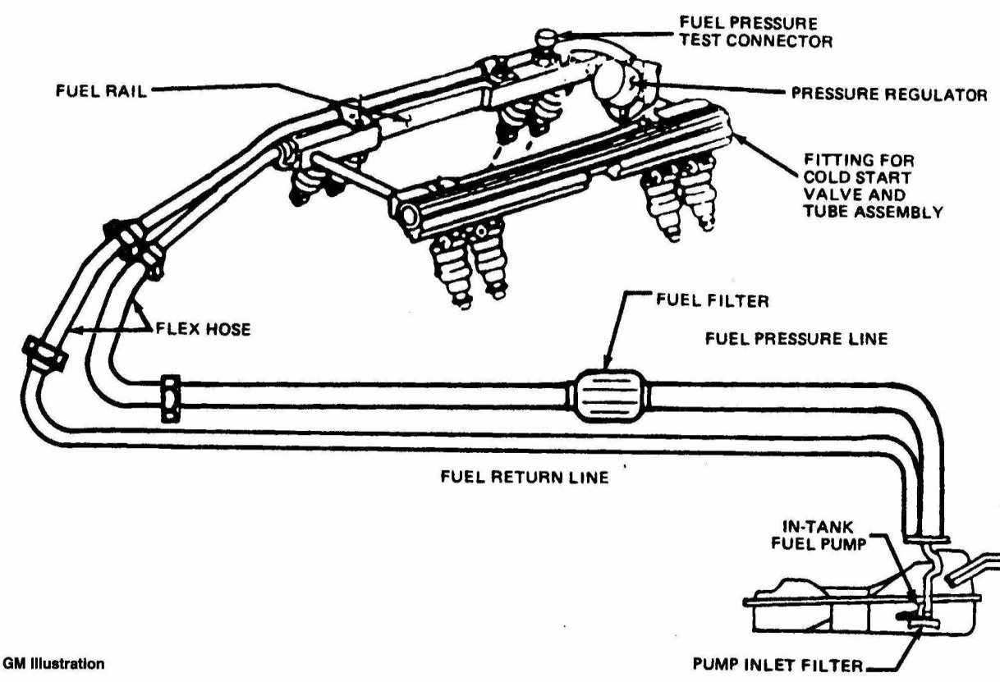 FUEL PRESSURE
TEST CONNECTOR
FUEL RAIL
PRESSURE REGULATOR
FITTING FOR
COLD START
VALVE AND
TUBE ASSEMBLY
FUEL FILTER
FLEX HOSE
FUEL PRESSURE LINE
FUEL RETURN LINE
IN-TANK
FUEL PUMP
PUMP INLET FILTER
GM Illustration